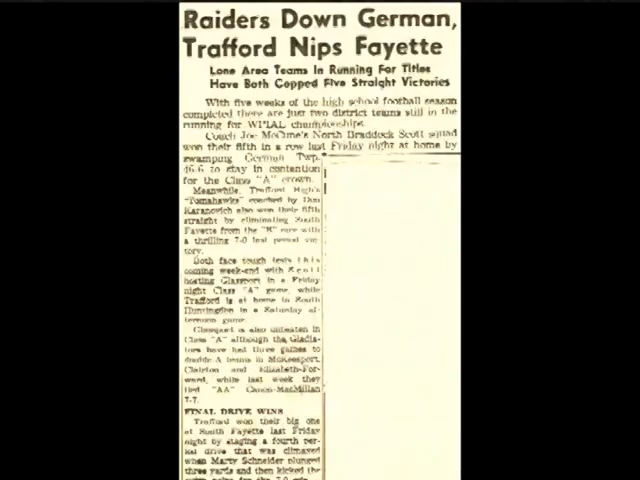 Raiders Down German,
Trafford Nips Fayette
Lone Area Teams In Running For Titles
Have Both Copped Five Straight Victories
With five weeks of the high school football season
completed there are just two district teams still in the
running for WPIAL championships.
Coach Joe McCune's North Braddock Scott squad
won their fifth in a row last Friday night at home by
swamping German Twp.
46-6 to stay in contention
for the Class "A" crown.
Meanwhile, Trafford High's
"Tomahawks" coached by Dan
Karanovich also won their fifth
straight by eliminating South
Fayette from the "B" race with
a thrilling 7-0 last period vic-
tory.
Both face tough tests this
coming week-end with Scott
hosting Glassport in a Friday
night Class "A" game, while
Trafford is at home to South
Huntingdon in a Saturday af-
ternoon game.
Glassport is also unbeaten in
Class "A" although the Gladia-
tors have had three games to
double A teams in McKeesport,
Clairton and Elizabeth-For-
ward, while last week they
tied "AA" Canon-MacMillan
7-7.
FINAL DRIVE WINS
Trafford won their big one
at South Fayette last Friday
night by staging a fourth per-
iod drive that was climaxed
when Marty Schneider plunged
three yards and then kicked the
extra point for the 7-0 win.